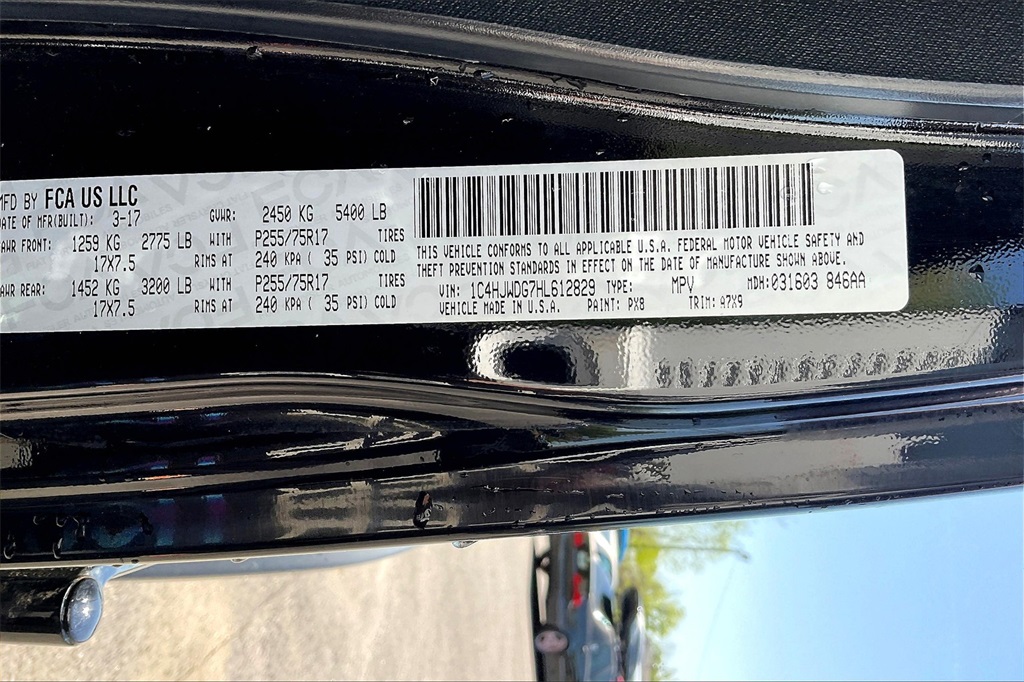 MFD BY FCA US LLC
DATE OF MFR(BUILT): 3-17 GVWR: 2450 KG 5400 LB
GAWR FRONT: 1259 KG 2775 LB WITH P255/75R17 TIRES
17X7.5 RIMS AT 240 KPA ( 35 PSI) COLD
GAWR REAR: 1452 KG 3200 LB WITH P255/75R17 TIRES
17X7.5 RIMS AT 240 KPA ( 35 PSI) COLD
THIS VEHICLE CONFORMS TO ALL APPLICABLE U.S.A. FEDERAL MOTOR VEHICLE SAFETY AND
THEFT PREVENTION STANDARDS IN EFFECT ON THE DATE OF MANUFACTURE SHOWN ABOVE.
VIN: 1C4HJWDG7HL612829 TYPE: MPV MDH:031603 846AA
VEHICLE MADE IN U.S.A. PAINT: PX8 TRIM: A7X9